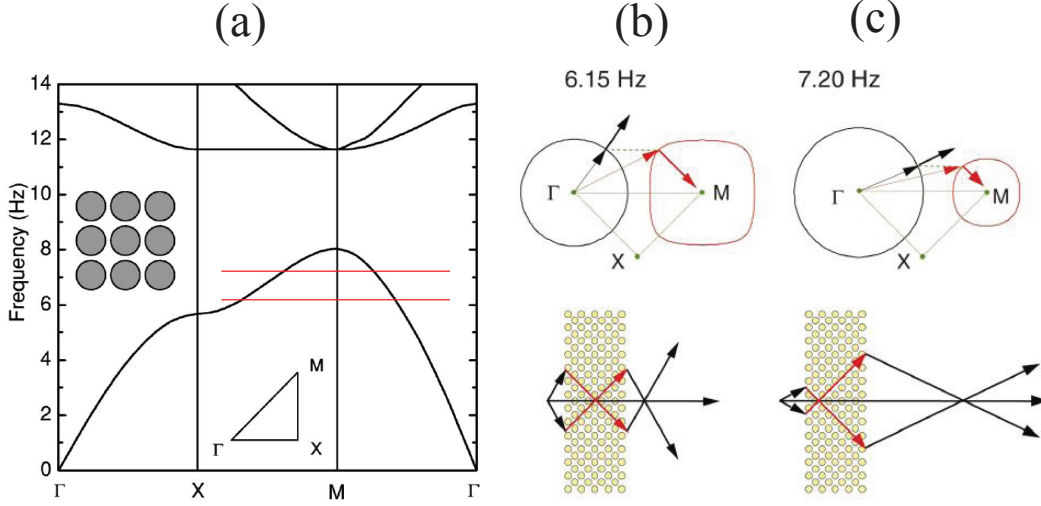 (a)
(b)
(c)
14
12
10
8
6
4
2
0
Frequency (Hz)
Γ
X
M
Γ
M
Γ
X
6.15 Hz
Γ
M
X
7.20 Hz
Γ
M
X